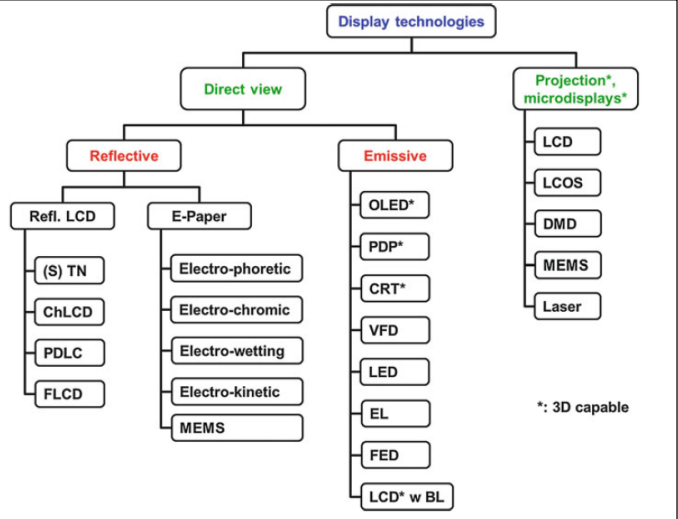 Display technologies
Direct view
Projection*,
microdisplays*
Reflective
Emissive
LCD
LCOS
DMD
MEMS
Laser
Refl. LCD
E-Paper
OLED*
PDP*
CRT*
VFD
LED
EL
FED
LCD* w BL
(S) TN
ChLCD
PDLC
FLCD
Electro-phoretic
Electro-chromic
Electro-wetting
Electro-kinetic
MEMS
*: 3D capable